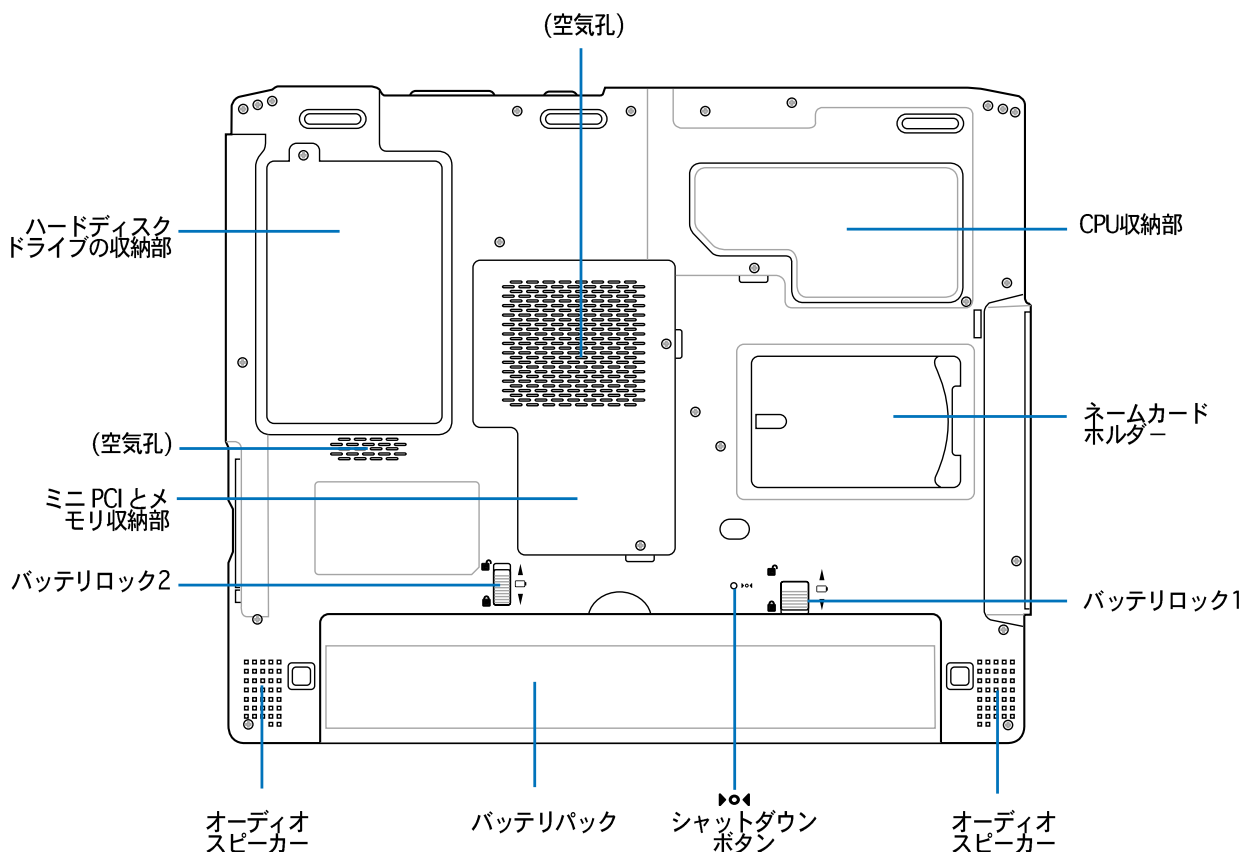 (空気孔)
ハードディスク
ドライブの収納部
CPU収納部
ネームカード
ホルダー
(空気孔)
ミニ PCI とメ
モリ収納部
バッテリロック2
バッテリロック1
オーディオ
スピーカー
バッテリパック
シャットダウン
ボタン
オーディオ
スピーカー